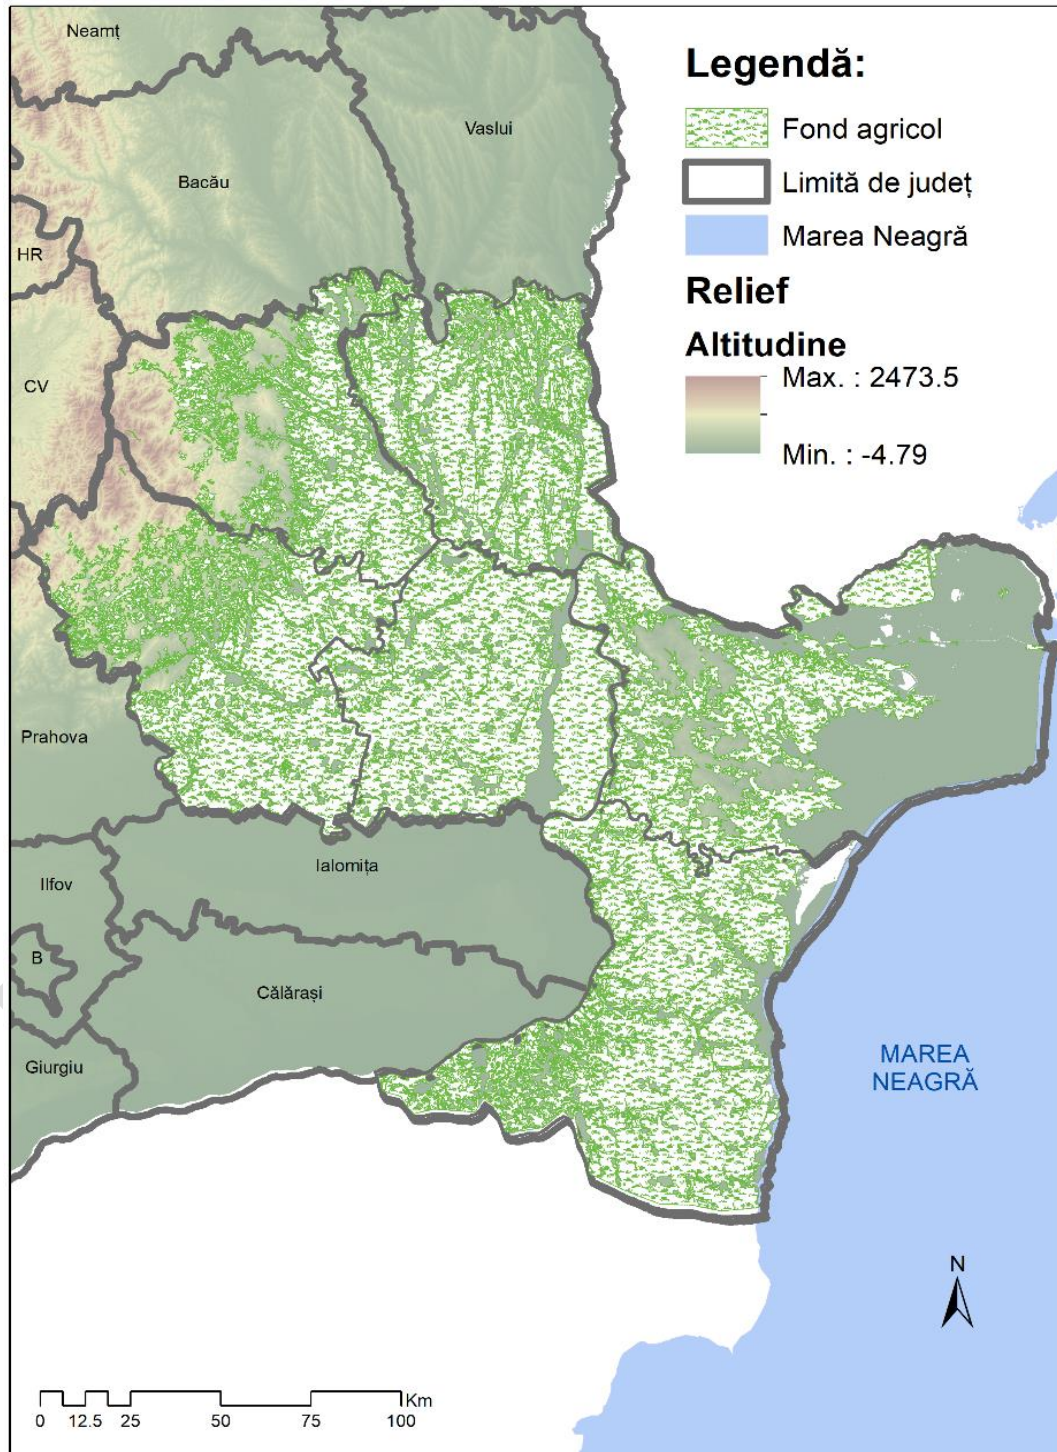 Neamț
Vaslui
Bacău
HR
CV
Prahova
Ilfov
B
Giurgiu
Ialomița
Călărași
Legendă:
Fond agricol
Limită de județ
Marea Neagră
Relief
Altitudine
Max. : 2473.5
Min. : -4.79
MAREA
NEAGRĂ
N
Km
0 12.5 25 50 75 100